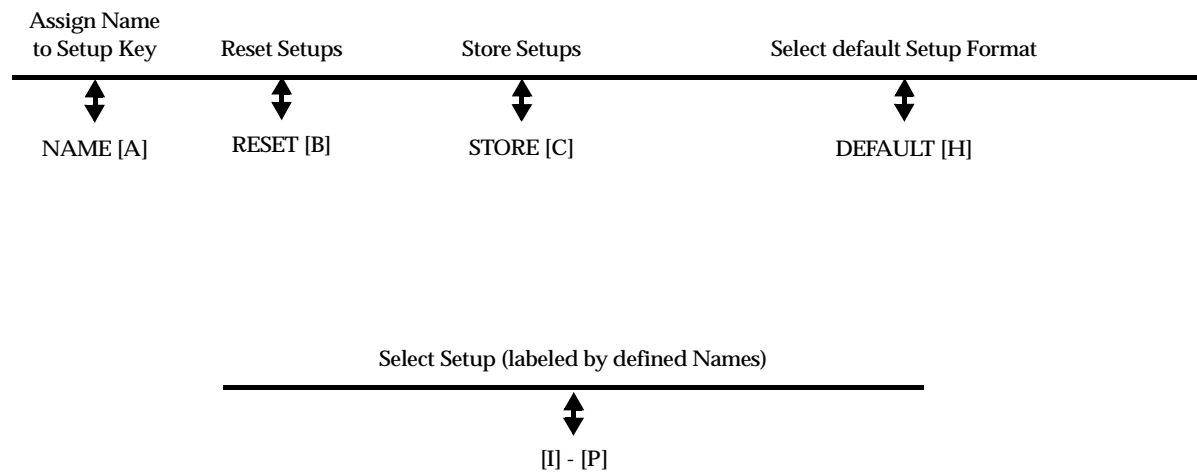 Assign Name
to Setup Key
Reset Setups
Store Setups
Select default Setup Format
NAME [A]
RESET [B]
STORE [C]
DEFAULT [H]
Select Setup (labeled by defined Names)
[I] - [P]